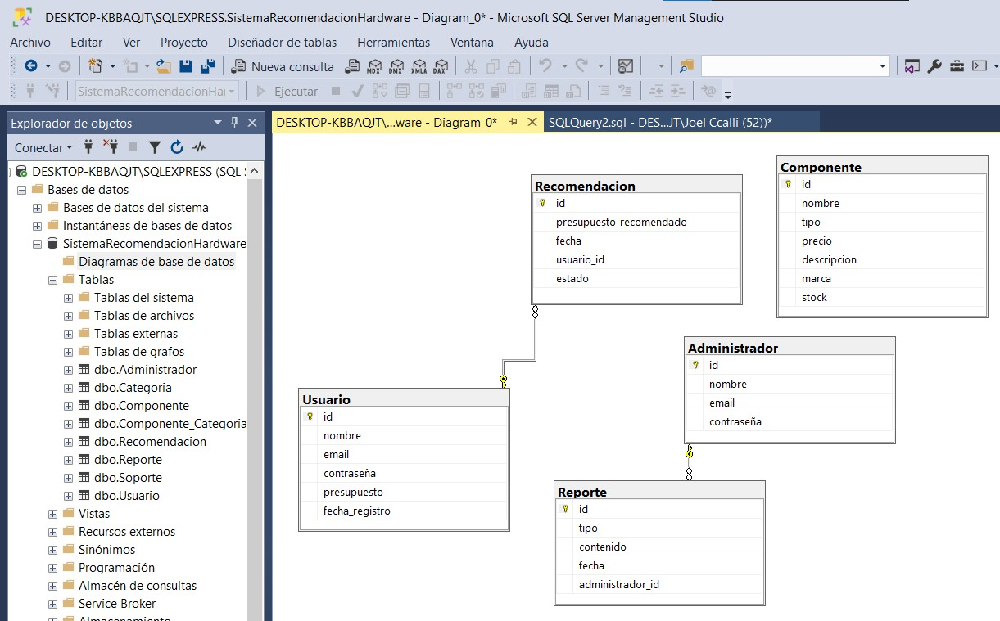 DESKTOP-KBBAQJT\SQLEXPRESS.SistemaRecomendacionHardware - Diagram_0* - Microsoft SQL Server Management Studio
Archivo Editar Ver Proyecto Diseñador de tablas Herramientas Ventana Ayuda
Nueva consulta MDX DMX XMLA DAX
SistemaRecomendacionHar Ejecutar
Explorador de objetos
Conectar
DESKTOP-KBBAQJT\SQLEXPRESS (SQL S
Bases de datos
Bases de datos del sistema
Instantáneas de bases de datos
SistemaRecomendacionHardware
Diagramas de base de datos
Tablas
Tablas del sistema
Tablas de archivos
Tablas externas
Tablas de grafos
dbo.Administrador
dbo.Categoria
dbo.Componente
dbo.Componente_Categoria
dbo.Recomendacion
dbo.Reporte
dbo.Soporte
dbo.Usuario
Vistas
Recursos externos
Sinónimos
Programación
Almacén de consultas
Service Broker
Almacenamiento
DESKTOP-KBBAQJT\...ware - Diagram_0*
SQLQuery2.sql - DES...JT\Joel Ccalli (52))*
Recomendacion
id
presupuesto_recomendado
fecha
usuario_id
estado
Componente
id
nombre
tipo
precio
descripcion
marca
stock
Administrador
id
nombre
email
contraseña
Usuario
id
nombre
email
contraseña
presupuesto
fecha_registro
Reporte
id
tipo
contenido
fecha
administrador_id